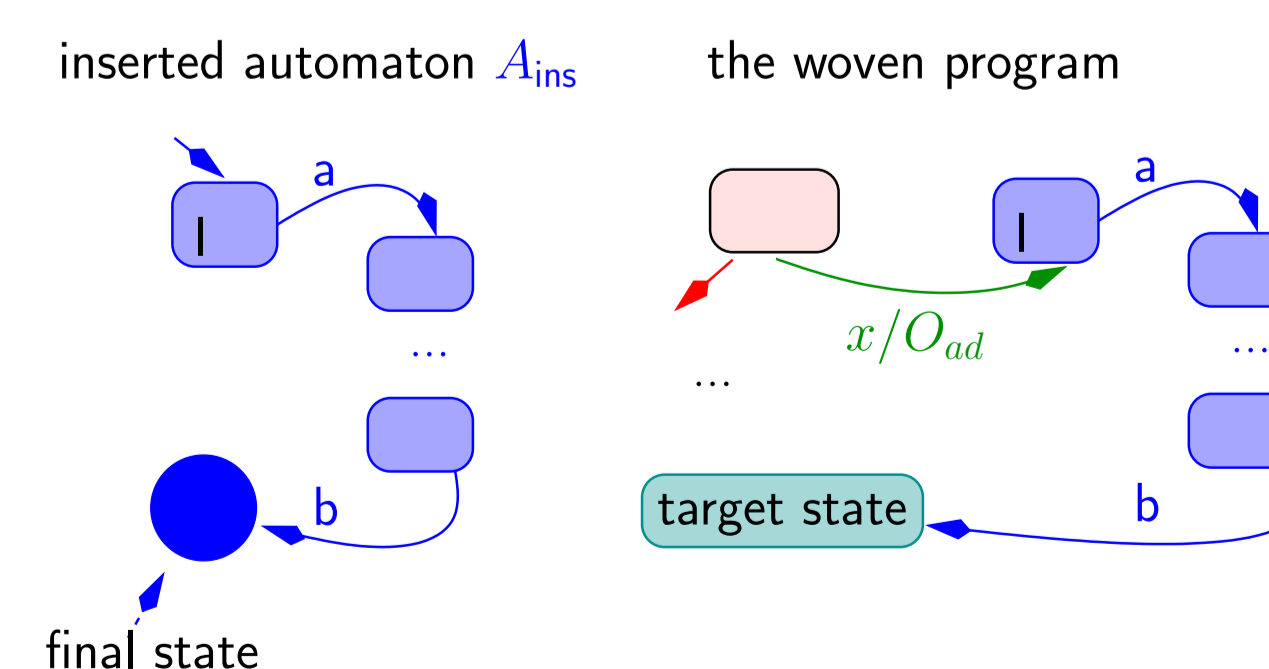 inserted automaton A_ins
the woven program
a
a
I
I
x/O_ad
...
...
...
target state
b
b
final state